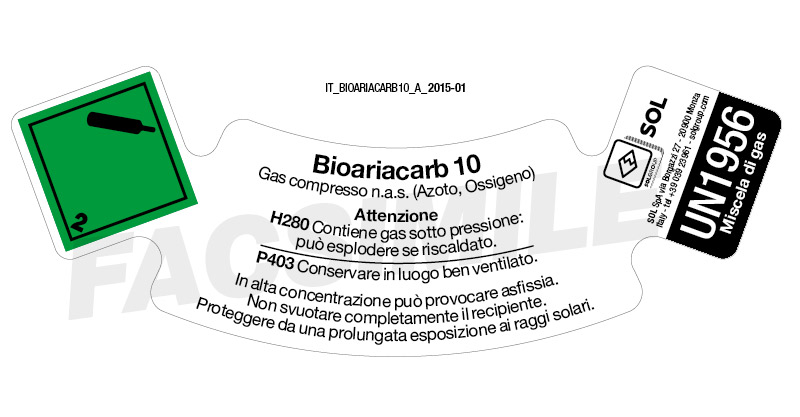 IT_BIOARIACARB10_A_2015-01
2
Bioariacarb 10
Gas compresso n.a.s. (Azoto, Ossigeno)
Attenzione
H280 Contiene gas sotto pressione:
può esplodere se riscaldato.
P403 Conservare in luogo ben ventilato.
In alta concentrazione può provocare asfissia.
Non svuotare completamente il recipiente.
Proteggere da una prolungata esposizione ai raggi solari.
SOLGROUP
SOL
SOL SpA via Borgazzi 27 - 20900 Monza
Italy - tel +39 039 23961 - solgroup.com
UN1956
Miscela di gas
FACSIMILE